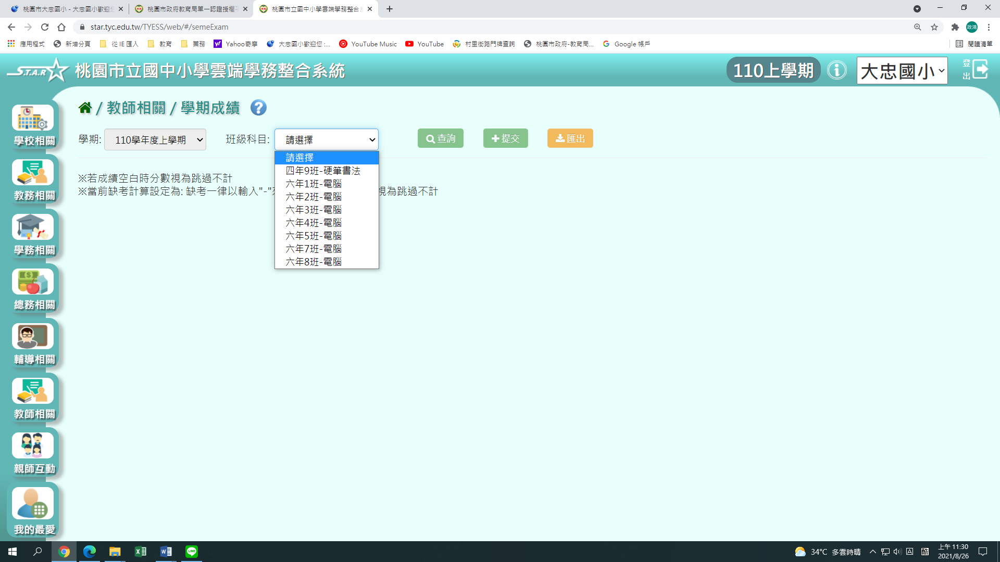 桃園市大忠國小 - 大忠國小歡迎
桃園市政府教育局單一認證授權
桃園市立國中小學雲端學務整合
star.tyc.edu.tw/TYESS/web/#/semeExam
政鴻
應用程式
新增分頁
從 IE 匯入
教育
業務
Yahoo奇摩
大忠國小歡迎您 :...
YouTube Music
YouTube
村里街路門牌查詢
桃園市政府-教育局...
Google 帳戶
閱讀清單
S.T.A.R
桃園市立國中小學雲端學務整合系統
110上學期
大忠國小
登出
/ 教師相關 / 學期成績
學期: 110學年度上學期
班級科目: 請選擇
查詢
提交
匯出
請選擇
四年9班-硬筆書法
六年1班-電腦
六年2班-電腦
六年3班-電腦
六年4班-電腦
六年5班-電腦
六年7班-電腦
六年8班-電腦
※若成績空白時分數視為跳過不計
※當前缺考計算設定為: 缺考一律以輸入"-"
視為跳過不計
學校相關
教務相關
學務相關
總務相關
輔導相關
教師相關
親師互動
我的最愛
34°C 多雲時晴
上午 11:30
2021/8/26